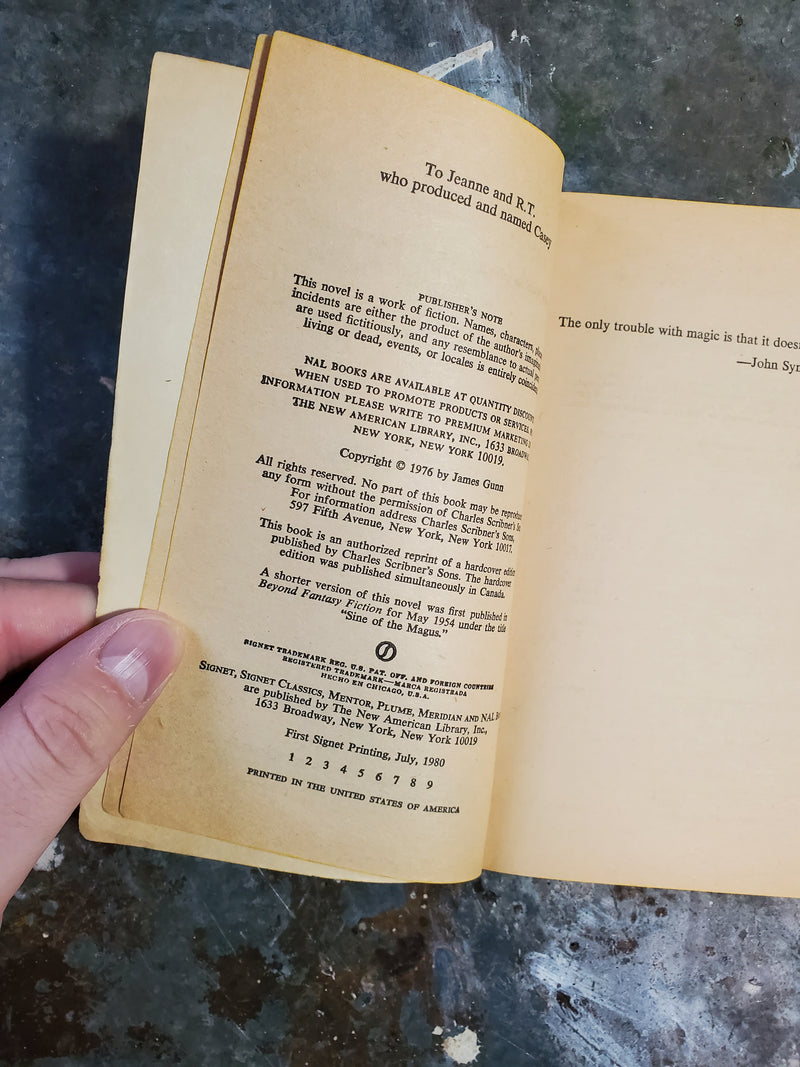 To Jeanne and R.T.
who produced and named Casey
PUBLISHER'S NOTE
This novel is a work of fiction. Names, characters,
incidents are either the product of the author's
are used fictitiously, and any resemblance to actual
living or dead, events, or locales is entirely
NAL BOOKS ARE AVAILABLE AT QUANTITY
WHEN USED TO PROMOTE PRODUCTS OR SERVICES.
INFORMATION PLEASE WRITE TO PREMIUM MARKETING
THE NEW AMERICAN LIBRARY, INC., 1633
NEW YORK, NEW YORK 10019.
Copyright © 1976 by James Gunn
All rights reserved. No part of this book may be
any form without the permission of Charles Scribner's
For information address Charles Scribner's Sons,
597 Fifth Avenue, New York, New York 10017.
This book is an authorized reprint of a hardcover
published by Charles Scribner's Sons. The hardcover
edition was published simultaneously in Canada.
A shorter version of this novel was first published in
Beyond Fantasy Fiction for May 1954 under the title
"Sine of the Magus."
SIGNET TRADEMARK REG. U.S. PAT. OFF. AND FOREIGN COUNTRIES
REGISTERED TRADEMARK—MARCA REGISTRADA
HECHO EN CHICAGO, U.S.A.
SIGNET, SIGNET CLASSICS, MENTOR, PLUME, MERIDIAN AND NAL
are published by The New American Library, Inc.,
1633 Broadway, New York, New York 10019
First Signet Printing, July, 1980
1 2 3 4 5 6 7 8 9
PRINTED IN THE UNITED STATES OF AMERICA
The only trouble with magic is that it
—John